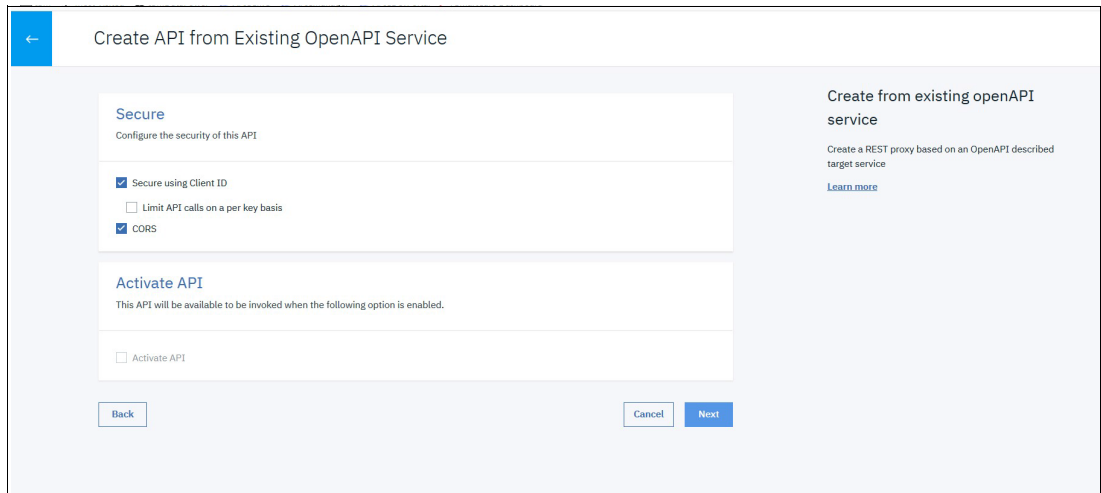 Create API from Existing OpenAPI Service
Secure
Configure the security of this API
Secure using Client ID
Limit API calls on a per key basis
CORS
Activate API
This API will be available to be invoked when the following option is enabled.
Activate API
Back
Cancel
Next
Create from existing openAPI
service
Create a REST proxy based on an OpenAPI described
target service
Learn more